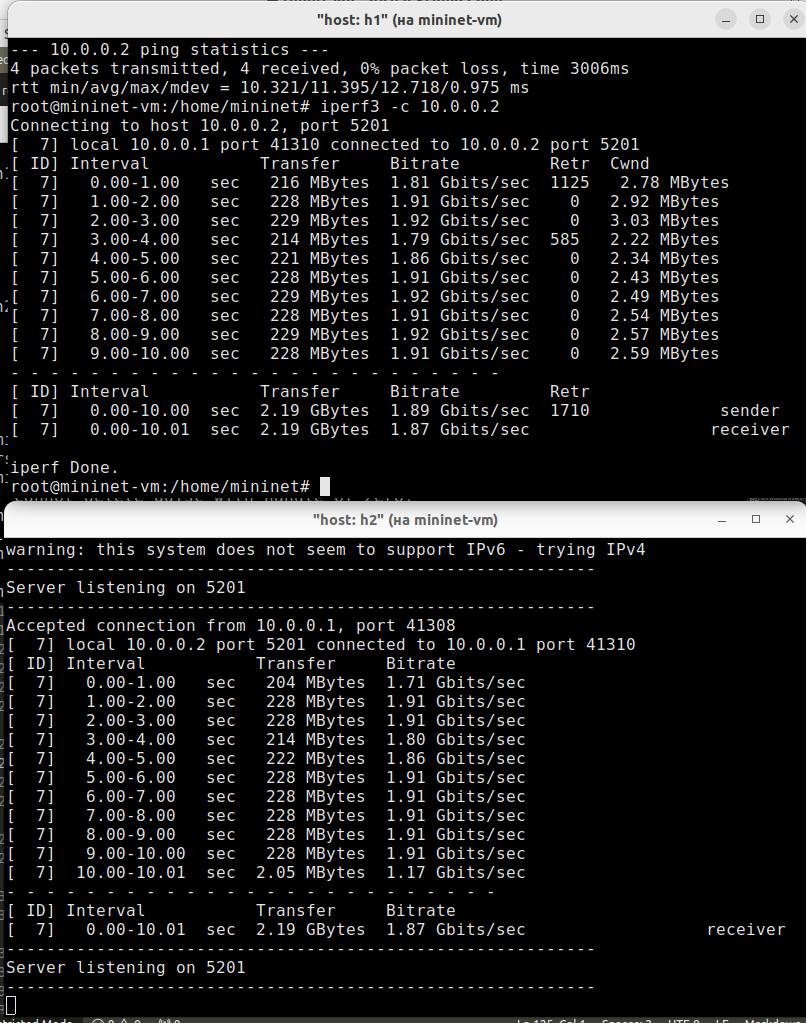 "host: h1" (на mininet-vm)
--- 10.0.0.2 ping statistics ---
4 packets transmitted, 4 received, 0% packet loss, time 3006ms
rtt min/avg/max/mdev = 10.321/11.395/12.718/0.975 ms
root@mininet-vm:/home/mininet# iperf3 -c 10.0.0.2
Connecting to host 10.0.0.2, port 5201
[  7] local 10.0.0.1 port 41310 connected to 10.0.0.2 port 5201
[ ID] Interval           Transfer     Bitrate         Retr  Cwnd
[  7]   0.00-1.00   sec   216 MBytes  1.81 Gbits/sec  1125   2.78 MBytes
[  7]   1.00-2.00   sec   228 MBytes  1.91 Gbits/sec    0   2.92 MBytes
[  7]   2.00-3.00   sec   229 MBytes  1.92 Gbits/sec    0   3.03 MBytes
[  7]   3.00-4.00   sec   214 MBytes  1.79 Gbits/sec  585   2.22 MBytes
[  7]   4.00-5.00   sec   221 MBytes  1.86 Gbits/sec    0   2.34 MBytes
[  7]   5.00-6.00   sec   228 MBytes  1.91 Gbits/sec    0   2.43 MBytes
[  7]   6.00-7.00   sec   229 MBytes  1.92 Gbits/sec    0   2.49 MBytes
[  7]   7.00-8.00   sec   228 MBytes  1.91 Gbits/sec    0   2.54 MBytes
[  7]   8.00-9.00   sec   229 MBytes  1.92 Gbits/sec    0   2.57 MBytes
[  7]   9.00-10.00  sec   228 MBytes  1.91 Gbits/sec    0   2.59 MBytes
- - - - - - - - - - - - - - - - - - - - - - - - -
[ ID] Interval           Transfer     Bitrate         Retr
[  7]   0.00-10.00  sec  2.19 GBytes  1.89 Gbits/sec  1710             sender
[  7]   0.00-10.01  sec  2.19 GBytes  1.87 Gbits/sec                  receiver
iperf Done.
root@mininet-vm:/home/mininet#
"host: h2" (на mininet-vm)
warning: this system does not seem to support IPv6 - trying IPv4
-----------------------------------------------------------
Server listening on 5201
-----------------------------------------------------------
Accepted connection from 10.0.0.1, port 41308
[  7] local 10.0.0.2 port 5201 connected to 10.0.0.1 port 41310
[ ID] Interval           Transfer     Bitrate
[  7]   0.00-1.00   sec   204 MBytes  1.71 Gbits/sec
[  7]   1.00-2.00   sec   228 MBytes  1.91 Gbits/sec
[  7]   2.00-3.00   sec   228 MBytes  1.91 Gbits/sec
[  7]   3.00-4.00   sec   214 MBytes  1.80 Gbits/sec
[  7]   4.00-5.00   sec   222 MBytes  1.86 Gbits/sec
[  7]   5.00-6.00   sec   228 MBytes  1.91 Gbits/sec
[  7]   6.00-7.00   sec   228 MBytes  1.91 Gbits/sec
[  7]   7.00-8.00   sec   228 MBytes  1.91 Gbits/sec
[  7]   8.00-9.00   sec   228 MBytes  1.91 Gbits/sec
[  7]   9.00-10.00  sec   228 MBytes  1.91 Gbits/sec
[  7]  10.00-10.01  sec  2.05 MBytes  1.17 Gbits/sec
- - - - - - - - - - - - - - - - - - - - - - - - -
[ ID] Interval           Transfer     Bitrate
[  7]   0.00-10.01  sec  2.19 GBytes  1.87 Gbits/sec                  receiver
-----------------------------------------------------------
Server listening on 5201
-----------------------------------------------------------